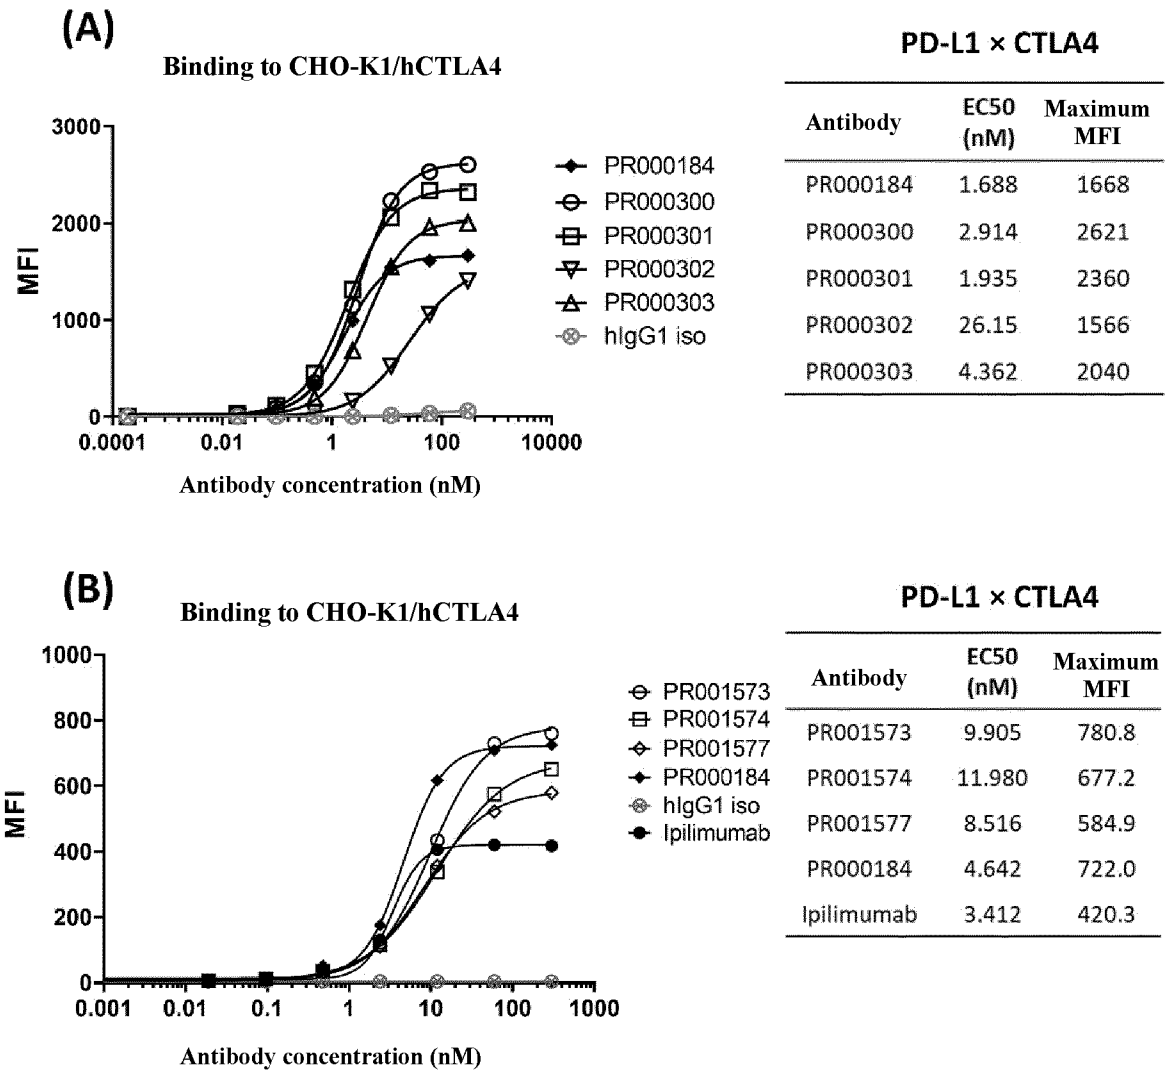 (A)
Binding to CHO-K1/hCTLA4
MFI
3000
2000
1000
0
0.0001 0.01 1 100 10000
Antibody concentration (nM)
PR000184
PR000300
PR000301
PR000302
PR000303
hIgG1 iso
PD-L1 × CTLA4
Antibody EC50 (nM) Maximum MFI
PR000184 1.688 1668
PR000300 2.914 2621
PR000301 1.935 2360
PR000302 26.15 1566
PR000303 4.362 2040
(B)
Binding to CHO-K1/hCTLA4
MFI
1000
800
600
400
200
0
0.001 0.01 0.1 1 10 100 1000
Antibody concentration (nM)
PR001573
PR001574
PR001577
PR000184
hIgG1 iso
Ipilimumab
PD-L1 × CTLA4
Antibody EC50 (nM) Maximum MFI
PR001573 9.905 780.8
PR001574 11.980 677.2
PR001577 8.516 584.9
PR000184 4.642 722.0
Ipilimumab 3.412 420.3